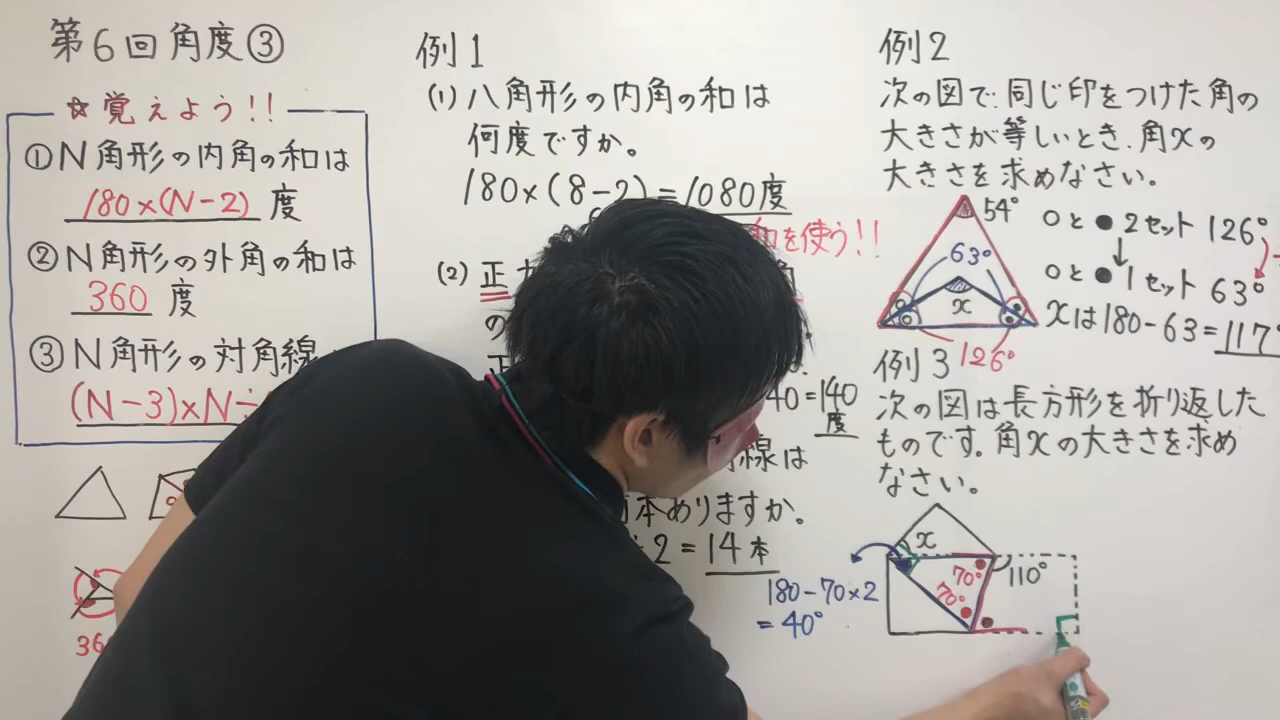 第6回角度③
☆覚えよう!!
①N角形の内角の和は
180×(N-2) 度
②N角形の外角の和は
360 度
③N角形の対角線
(N-3)×N÷
36
例1
(1)八角形の内角の和は
何度ですか。
180×(8-2)=1080度
和を使う!!
(2)正
の
40=140
度
線は
本ありますか。
2=14本
例2
次の図で、同じ印をつけた角の
大きさが等しいとき、角xの
大きさを求めなさい。
54°
63°
x
126°
○と●2セット 126°
↓
○と●1セット 63°
xは180-63=117°
例3
次の図は長方形を折り返した
ものです。角xの大きさを求め
なさい。
x
70°
70°
110°
180-70×2
=40°